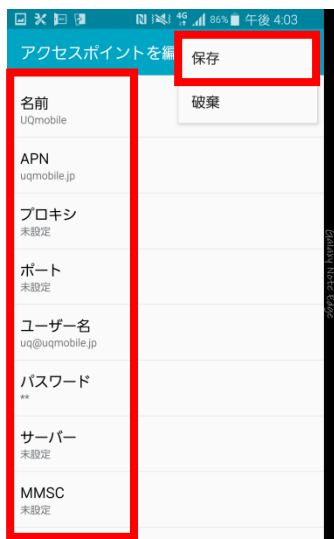 4G 86% 午後 4:03
アクセスポイントを編
保存
破棄
名前
UQmobile
APN
uqmobile.jp
プロキシ
未設定
ポート
未設定
ユーザー名
uq@uqmobile.jp
パスワード
**
サーバー
未設定
MMSC
未設定
Galaxy Note Edge